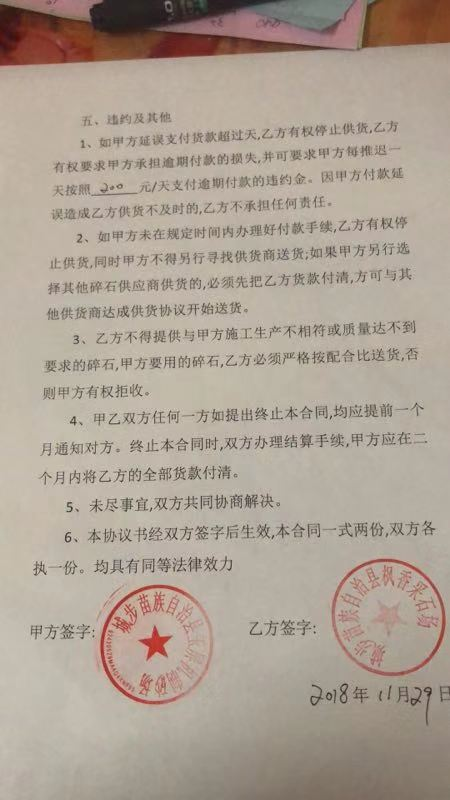 五、违约及其他
1、如甲方延误支付货款超过天,乙方有权停止供货,乙方
有权要求甲方承担逾期付款的损失,并可要求甲方每推迟一
天按照 200 元/天支付逾期付款的违约金。因甲方付款延
误造成乙方供货不及时的,乙方不承担任何责任。
2、如甲方未在规定时间内办理好付款手续,乙方有权停
止供货,同时甲方不得另行寻找供货商送货;如果甲方另行选
择其他碎石供应商供货的,必须先把乙方货款付清,方可与其
他供货商达成供货协议开始送货。
3、乙方不得提供与甲方施工生产不相符或质量达不到
要求的碎石,甲方要用的碎石,乙方必须严格按配合比送货,否
则甲方有权拒收。
4、甲乙双方任何一方如提出终止本合同,均应提前一个
月通知对方。终止本合同时,双方办理结算手续,甲方应在二
个月内将乙方的全部货款付清。
5、未尽事宜,双方共同协商解决。
6、本协议书经双方签字后生效,本合同一式两份,双方各
执一份。均具有同等法律效力
甲方签字:
城步苗族自治县
制砂场
乙方签字:
城步苗族自治县枫香采石场
2018年11月29日